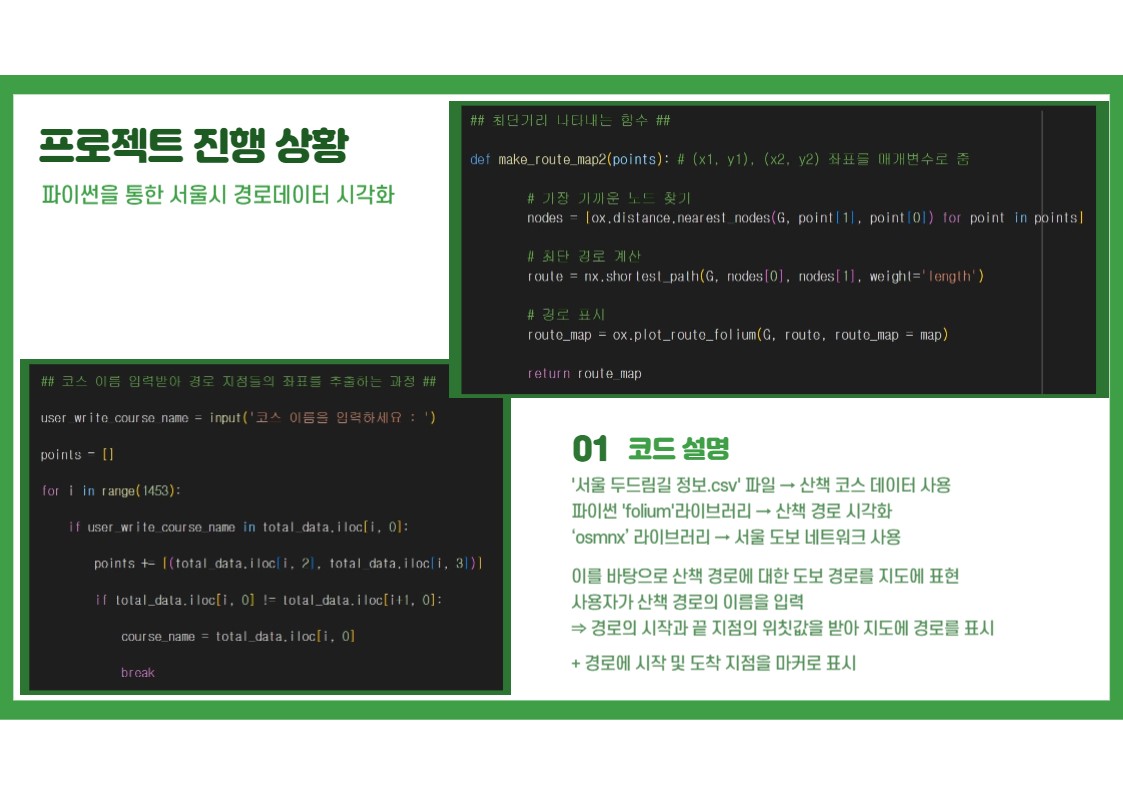 프로젝트 진행 상황
파이썬을 통한 서울시 경로데이터 시각화
## 최단거리 나타내는 함수 ##
def make_route_map2(points): # (x1, y1), (x2, y2) 좌표를 매개변수로 줌
# 가장 가까운 노드 찾기
nodes = [ox.distance.nearest_nodes(G, point[1], point[0]) for point in points]
# 최단 경로 계산
route = nx.shortest_path(G, nodes[0], nodes[1], weight='length')
# 경로 표시
route_map = ox.plot_route_folium(G, route, route_map = map)
return route_map
## 코스 이름 입력받아 경로 지점들의 좌표를 추출하는 과정 ##
user_write_course_name = input('코스 이름을 입력하세요 : ')
points = []
for i in range(1453):
if user_write_course_name in total_data.iloc[i, 0]:
points += [(total_data.iloc[i, 2], total_data.iloc[i, 3])]
if total_data.iloc[i, 0] != total_data.iloc[i+1, 0]:
course_name = total_data.iloc[i, 0]
break
01 코드 설명
'서울 두드림길 정보.csv' 파일 → 산책 코스 데이터 사용
파이썬 'folium'라이브러리 → 산책 경로 시각화
‘osmnx’ 라이브러리 → 서울 도보 네트워크 사용
이를 바탕으로 산책 경로에 대한 도보 경로를 지도에 표현
사용자가 산책 경로의 이름을 입력
⇒ 경로의 시작과 끝 지점의 위칫값을 받아 지도에 경로를 표시
+ 경로에 시작 및 도착 지점을 마커로 표시